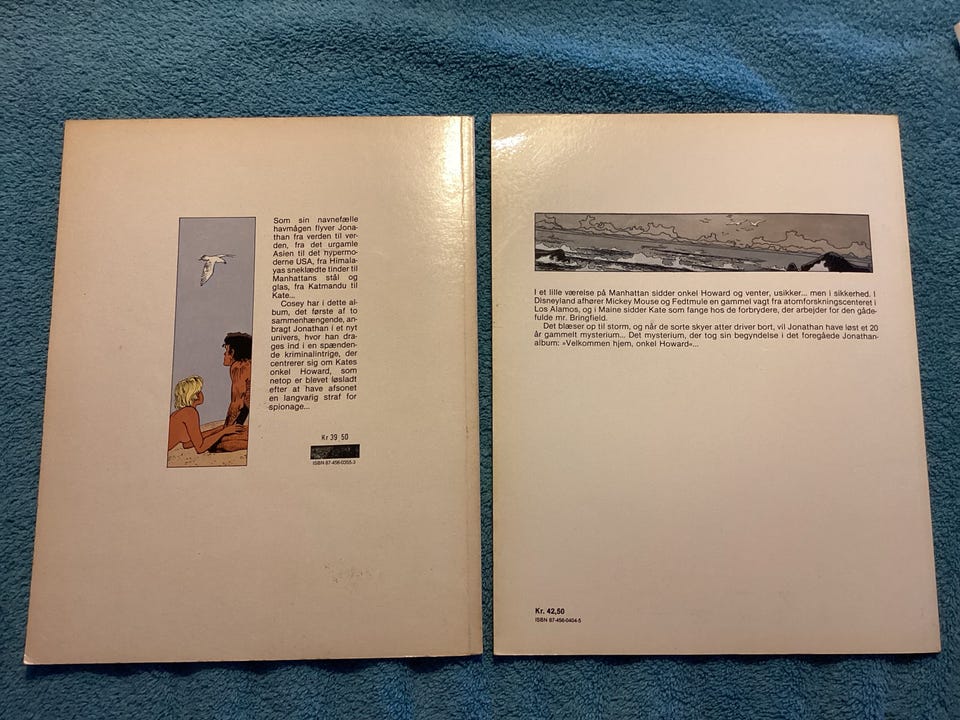 Som sin navnefælle
havmågen flyver Jona-
than fra verden til ver-
den, fra det urgamle
Asien til det hypermo-
derne USA, fra Himala-
yas sneklædte tinder til
Manhattans stål og
glas, fra Katmandu til
Kate...
Cosey har i dette al-
bum, det første af to
sammenhængende, an-
bragt Jonathan i et nyt
univers, hvor han dra-
ges ind i en spænden-
de kriminalintrige, der
centrerer sig om Kates
onkel Howard, som
netop er blevet løsladt
efter at have afsonet
en langvarig straf for
spionage...
Kr 39 50
ISBN 87-456-0355-3
I et lille værelse på Manhattan sidder onkel Howard og venter, usikker... men i sikkerhed. I
Disneyland afhører Mickey Mouse og Fedtmule en gammel vagt fra atomforskningscenteret i
Los Alamos, og i Maine sidder Kate som fange hos de forbrydere, der arbejder for den gåde-
fulde mr. Bringfield.
Det blæser op til storm, og når de sorte skyer atter driver bort, vil Jonathan have løst et 20
år gammelt mysterium... Det mysterium, der tog sin begyndelse i det foregåede Jonathan-
album: »Velkommen hjem, onkel Howard«...
Kr. 42,50
ISBN 87-456-0404-5